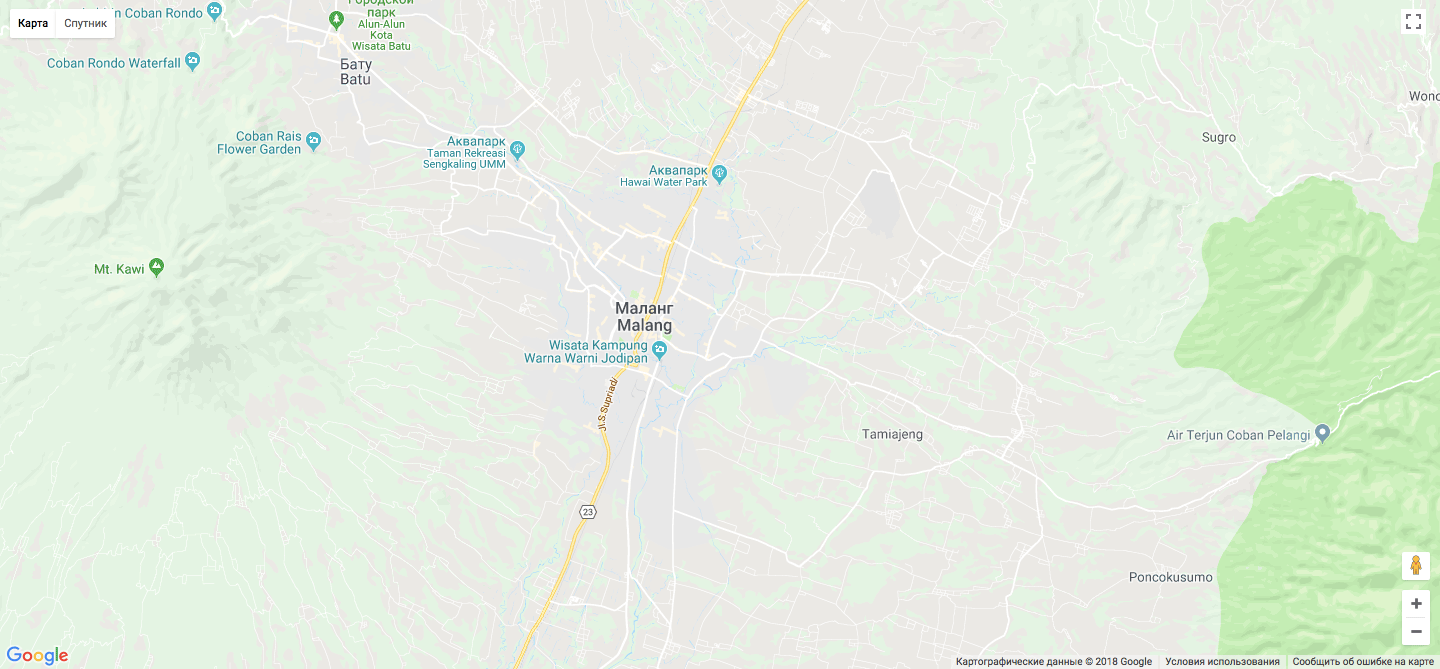 Coban Rondo
Карта
Спутник
Городской
парк
Alun-Alun
Kota
Wisata Batu
Coban Rondo Waterfall
Бату
Batu
Wono
Coban Rais
Flower Garden
Аквапарк
Taman Rekreasi
Sengkaling UMM
Sugro
Аквапарк
Hawai Water Park
Mt. Kawi
Маланг
Malang
Wisata Kampung
Warna Warni Jodipan
Jl.S.Supriadi
Tamiajeng
Air Terjun Coban Pelangi
23
Poncokusumo
Google
Картографические данные © 2018 Google
Условия использования
Сообщить об ошибке на карте